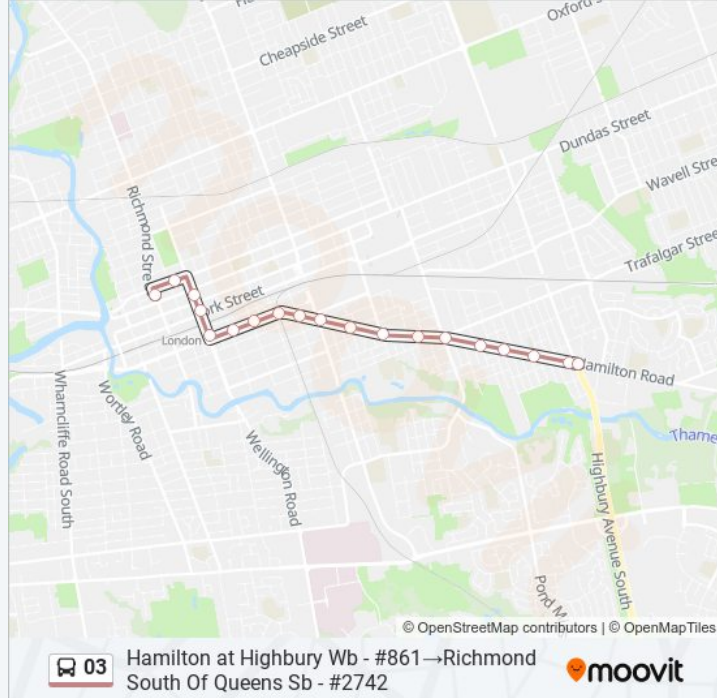 Oxford S
Cheapside Street
Dundas Street
Wavell Stre
Richmond Stre
Trafalgar Stree
rk Street
London
Hamilton Road
Wharncliffe Road South
Wortley Road
Wellington Road
Thame
Highbury Avenue South
Pond M
© OpenStreetMap contributors | © OpenMapTiles
03 Hamilton at Highbury Wb - #861→Richmond
South Of Queens Sb - #2742
moovit